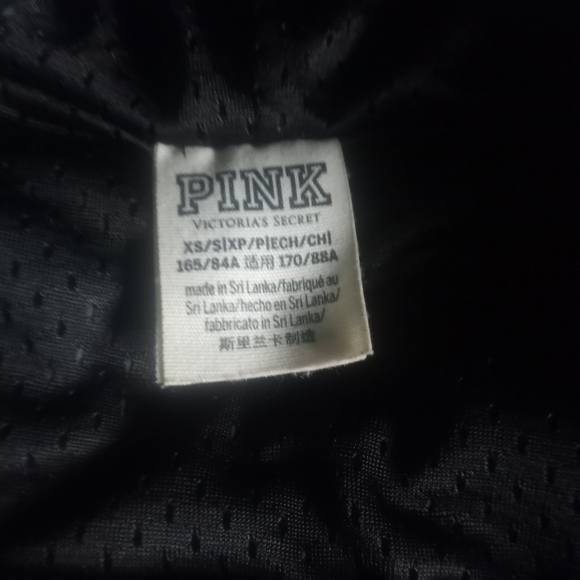 PINK
VICTORIA'S SECRET
XS/S|XP/P|ECH/CH|
165/84A 适用 170/88A
made in Sri Lanka/fabriqué au
Sri Lanka/hecho en Sri Lanka/
fabbricato in Sri Lanka/
斯里兰卡制造